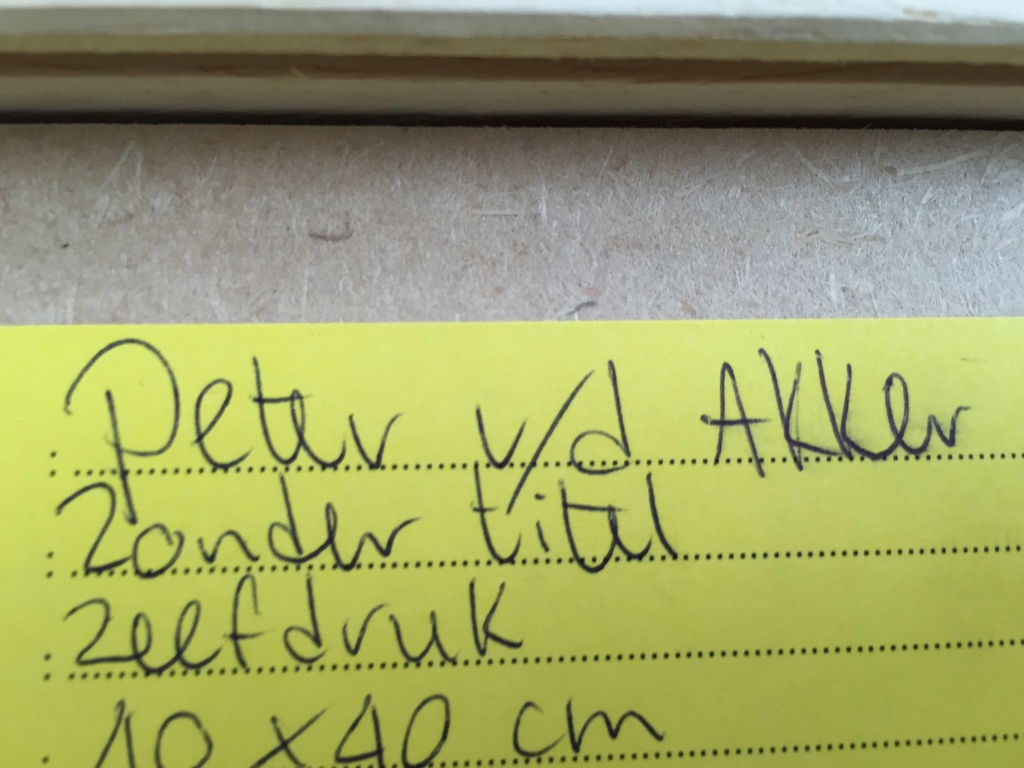 : Peter v/d Akker
: Zonder titel
: zeefdruk
: 10 x 40 cm